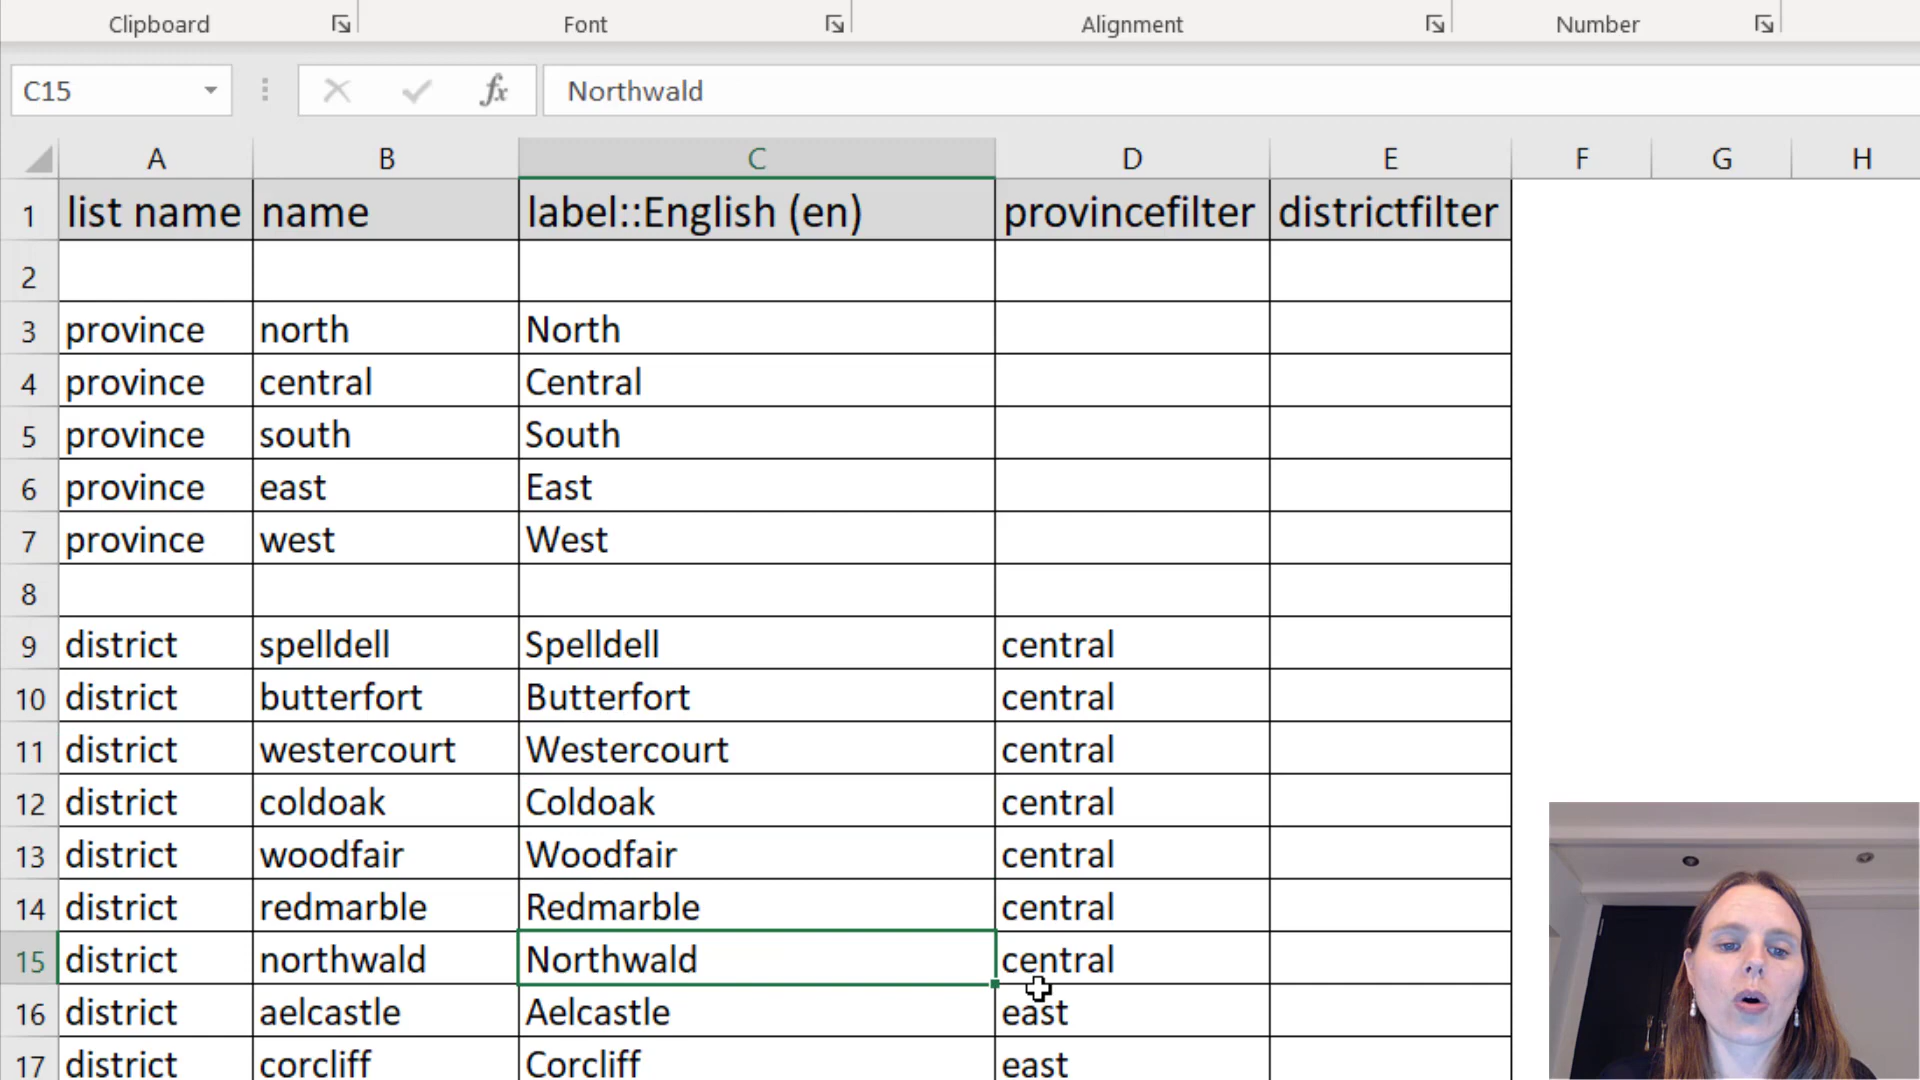 Clipboard Font Alignment Number
C15 fx Northwald
A B C D E F G H
1 list name name label::English (en) provincefilter districtfilter
2
3 province north North
4 province central Central
5 province south South
6 province east East
7 province west West
8
9 district spelldell Spelldell central
10 district butterfort Butterfort central
11 district westercourt Westercourt central
12 district coldoak Coldoak central
13 district woodfair Woodfair central
14 district redmarble Redmarble central
15 district northwald Northwald central
16 district aelcastle Aelcastle east
17 district corcliff Corcliff east